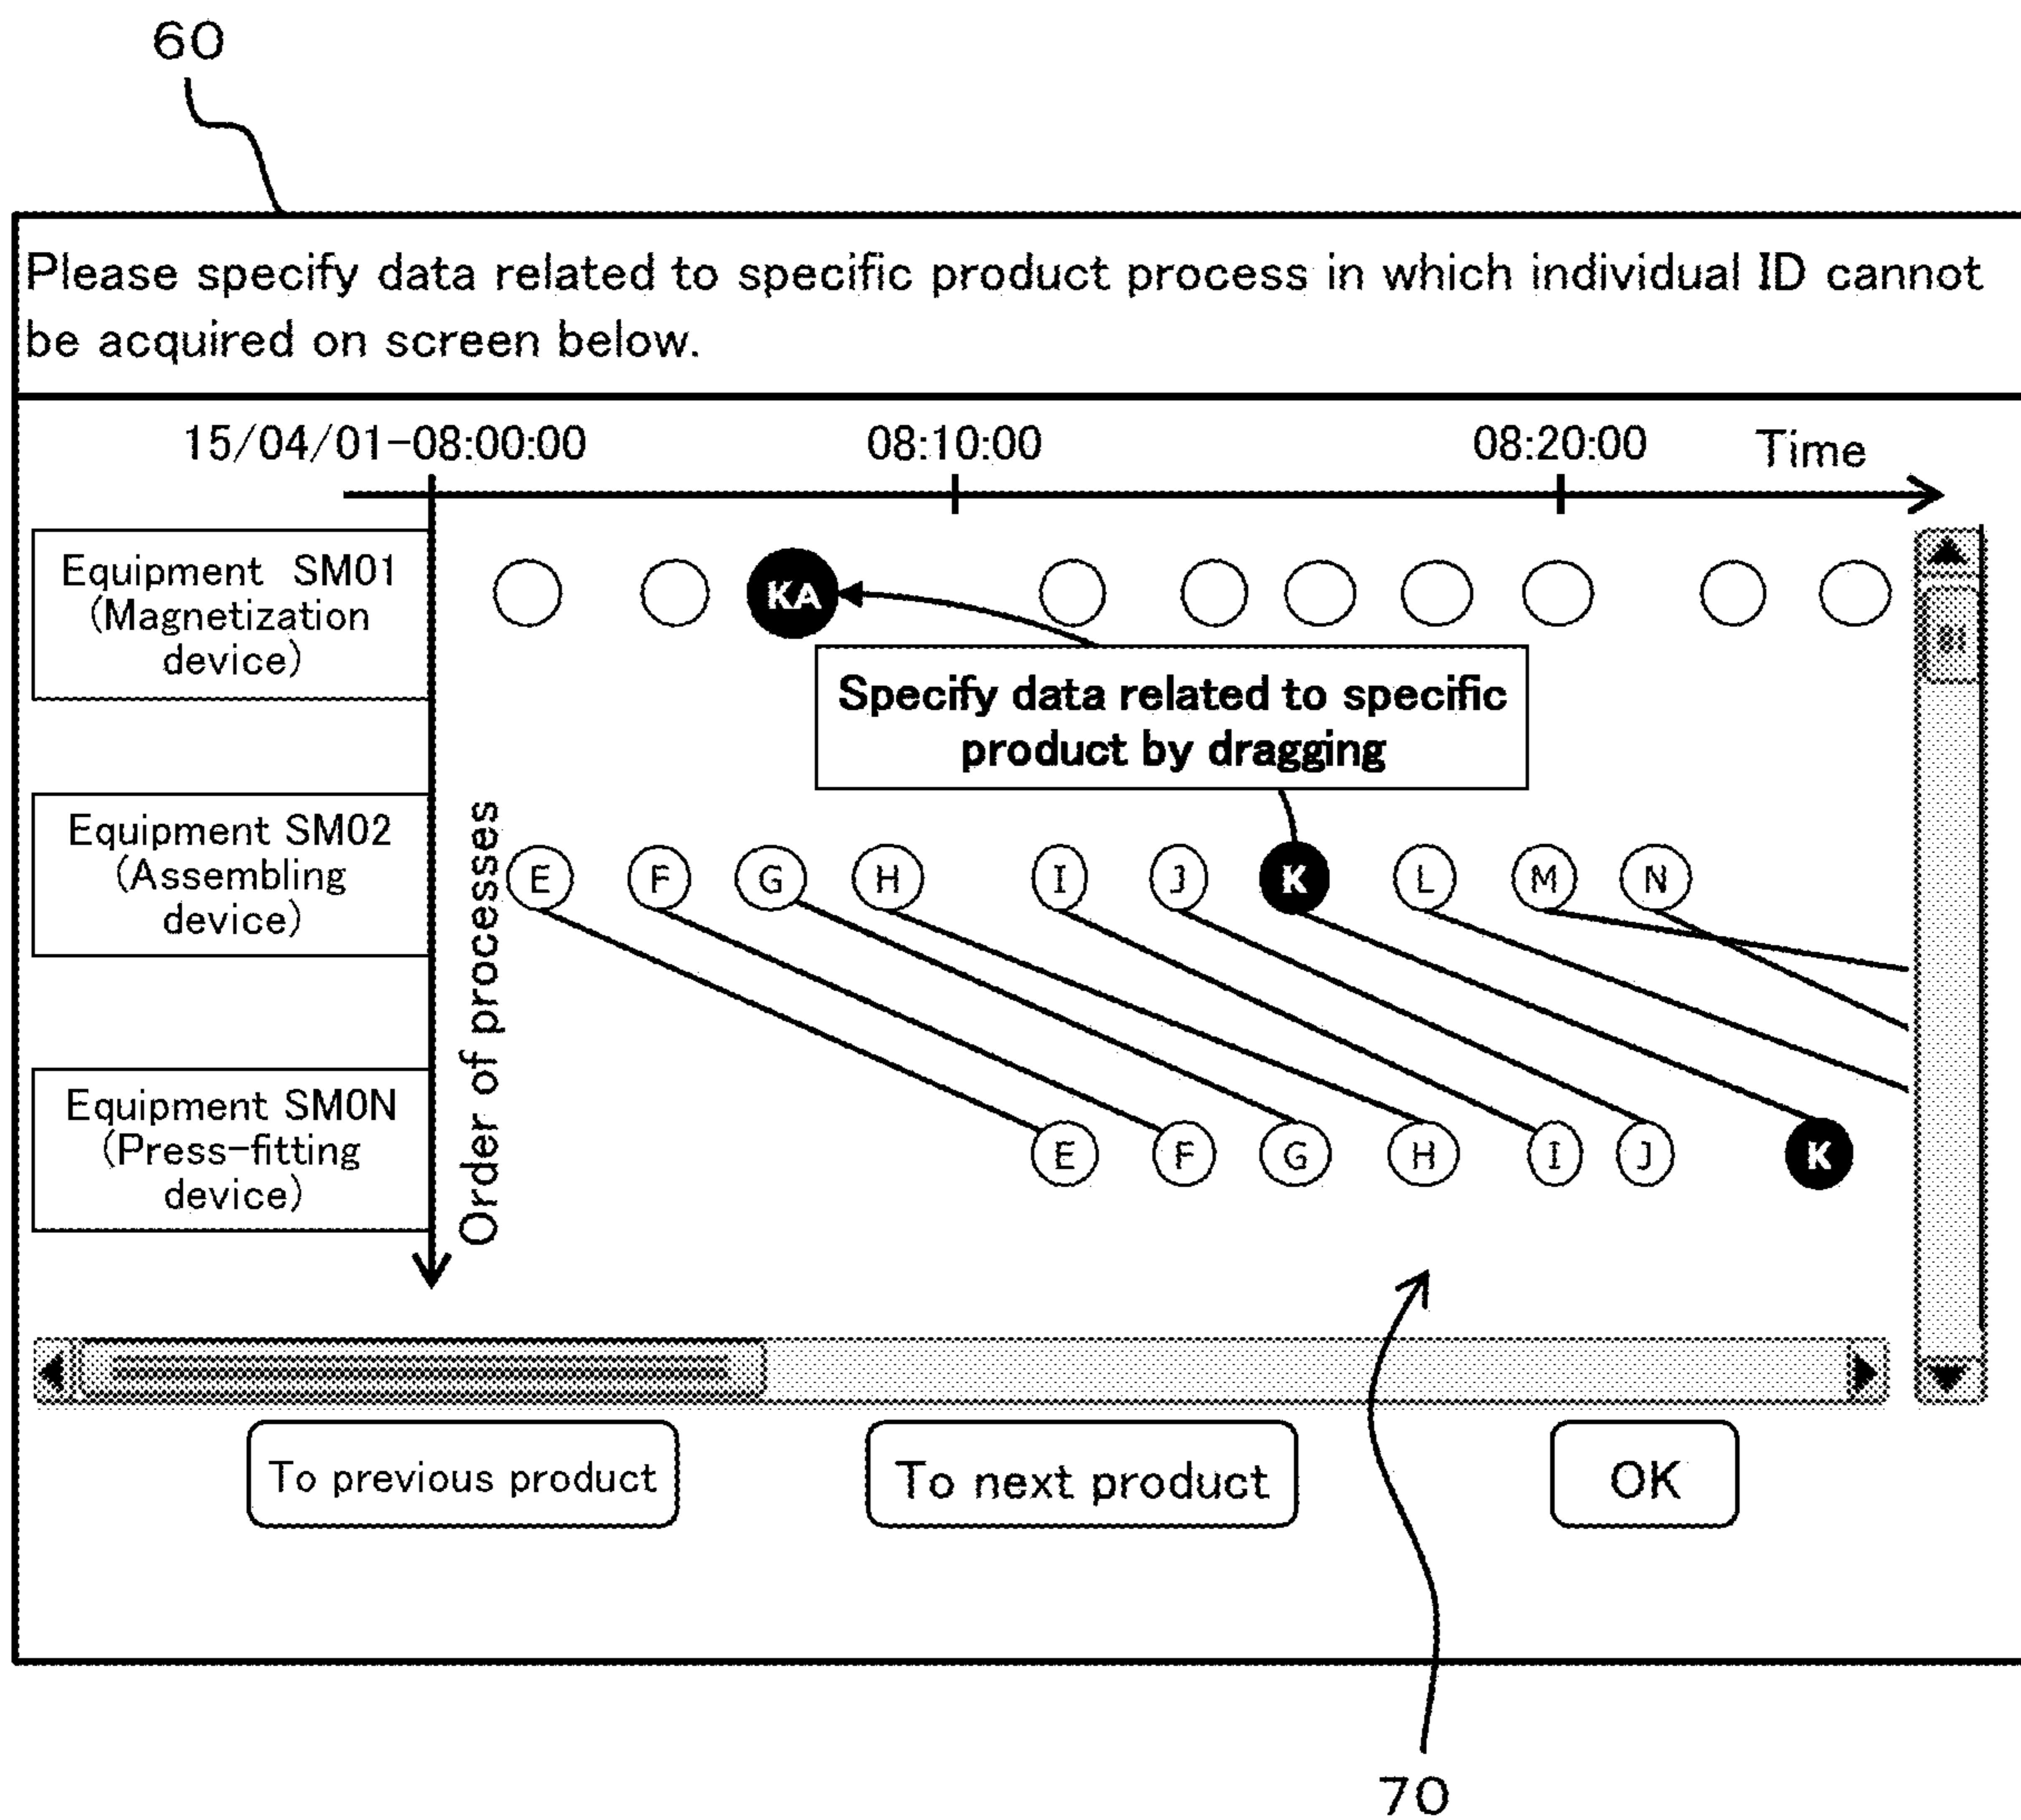 60
Please specify data related to specific product process in which individual ID cannot
be acquired on screen below.
15/04/01-08:00:00 08:10:00 08:20:00 Time
Equipment SM01
(Magnetization
device)
KA
Specify data related to specific
product by dragging
Order of processes
Equipment SM02
(Assembling
device)
E F G H I J K L M N
Equipment SM0N
(Press-fitting
device)
E F G H I J K
To previous product To next product OK
70